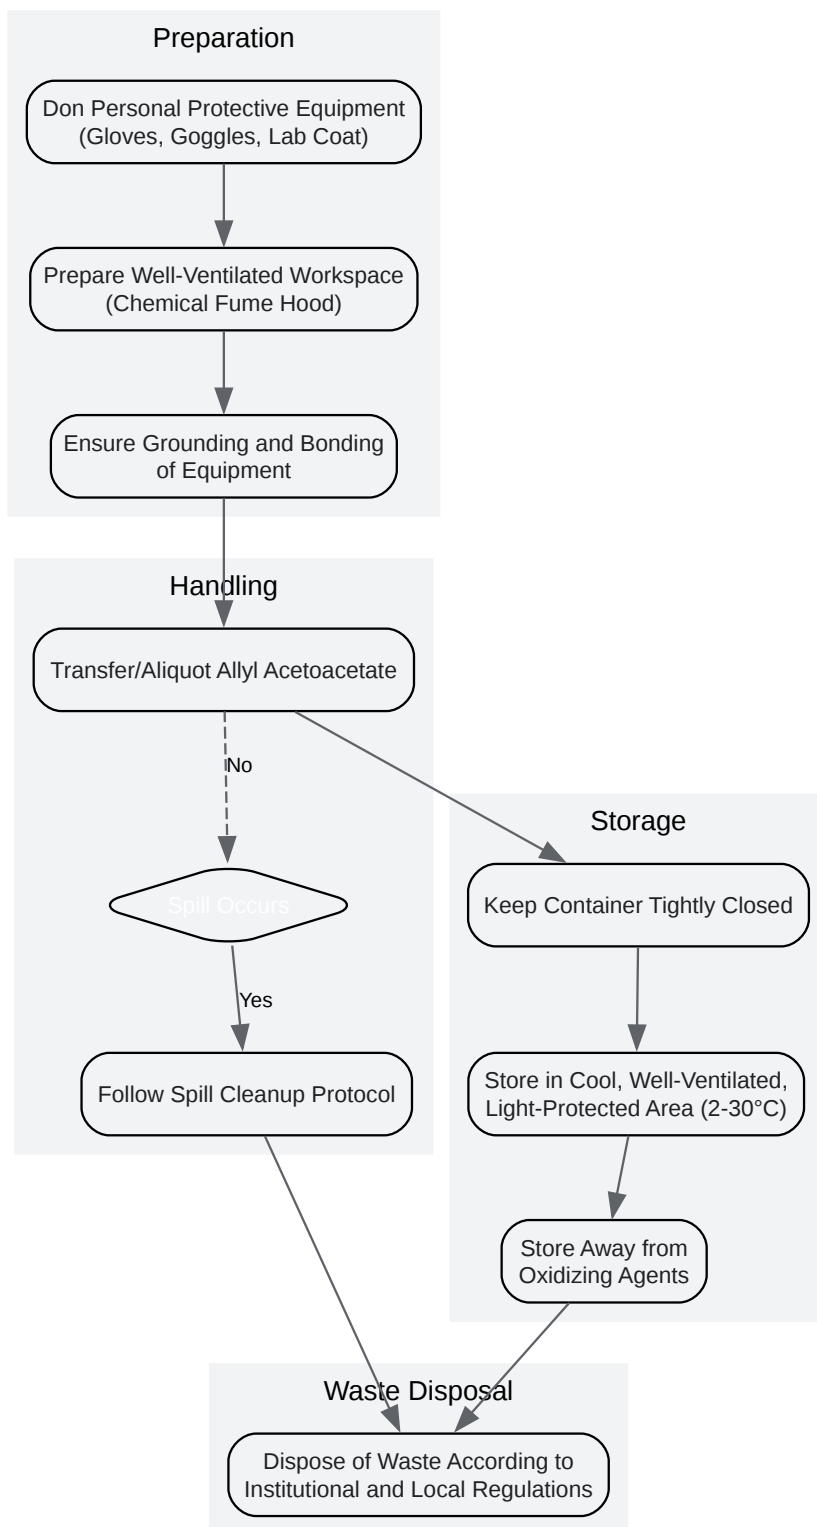 Preparation
Don Personal Protective Equipment
(Gloves, Goggles, Lab Coat)
Prepare Well-Ventilated Workspace
(Chemical Fume Hood)
Ensure Grounding and Bonding
of Equipment
Handling
Transfer/Aliquot Allyl Acetoacetate
No
Spill Occurs
Yes
Follow Spill Cleanup Protocol
Storage
Keep Container Tightly Closed
Store in Cool, Well-Ventilated,
Light-Protected Area (2-30°C)
Store Away from
Oxidizing Agents
Waste Disposal
Dispose of Waste According to
Institutional and Local Regulations